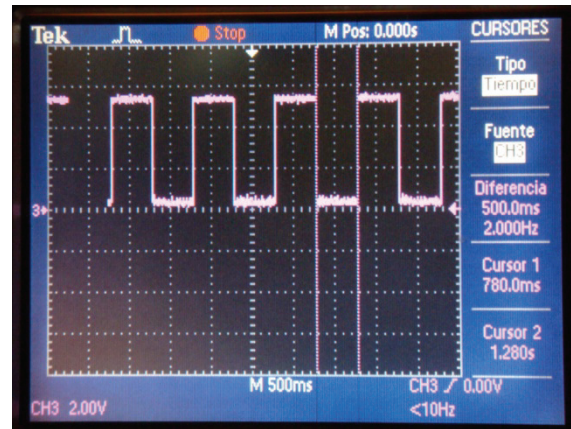 Tek
Stop
M Pos: 0.000s
CURSORES
Tipo
Tiempo
Fuente
CH3
Diferencia
500.0ms
2.000Hz
Cursor 1
780.0ms
Cursor 2
1.280s
3
M 500ms
CH3 0.00V
CH3 2.00V
<10Hz